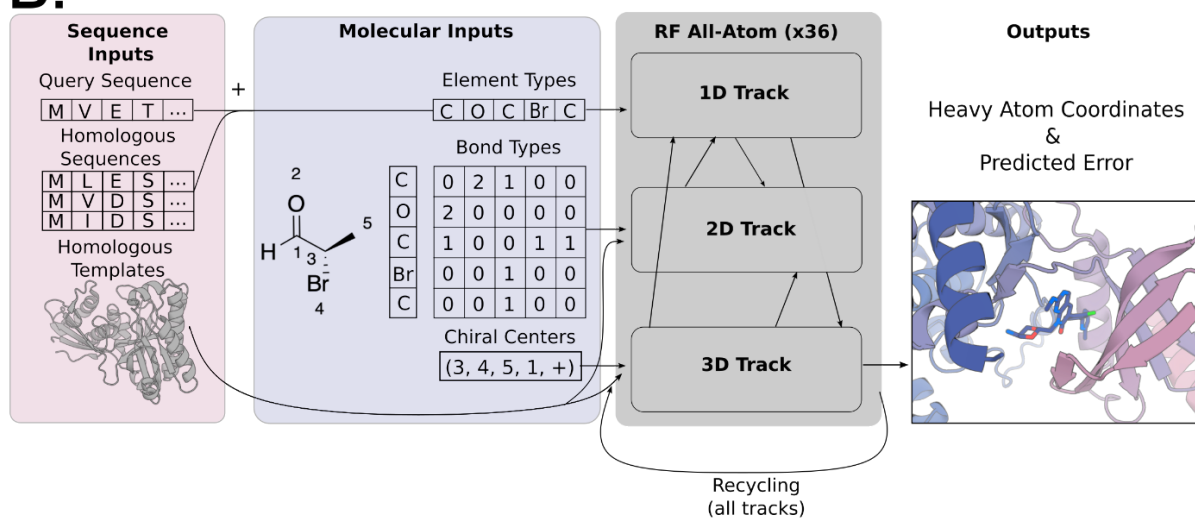 Sequence
Inputs
Query Sequence
M V E T ...
Homologous
Sequences
M L E S ...
M V D S ...
M I D S ...
Homologous
Templates
+
Molecular Inputs
Element Types
C O C Br C
Bond Types
C 0 2 1 0 0
O 2 0 0 0 0
C 1 0 0 1 1
Br 0 0 1 0 0
C 0 0 1 0 0
2
O
5
H
1
3
Br
4
Chiral Centers
(3, 4, 5, 1, +)
RF All-Atom (x36)
1D Track
2D Track
3D Track
Recycling
(all tracks)
Outputs
Heavy Atom Coordinates
&
Predicted Error